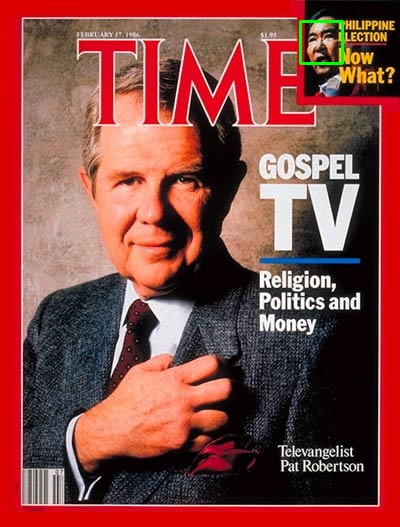 FEBRUARY 17, 1986
$1.95
TIME
PHILIPPINE
ELECTION
Now
What?
GOSPEL
TV
Religion,
Politics and
Money
Televangelist
Pat Robertson
07